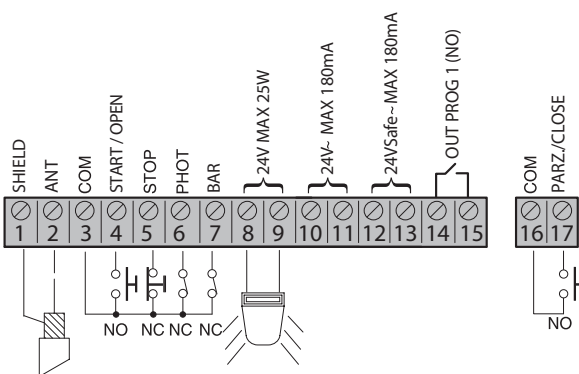 SHIELD
ANT
COM
START / OPEN
STOP
PHOT
BAR
24V MAX 25W
24V~ MAX 180mA
24VSafe~ MAX 180mA
OUT PROG 1 (NO)
COM
PARZ./CLOSE
1 2 3 4 5 6 7 8 9 10 11 12 13 14 15 16 17
NO NC NC NC
NO